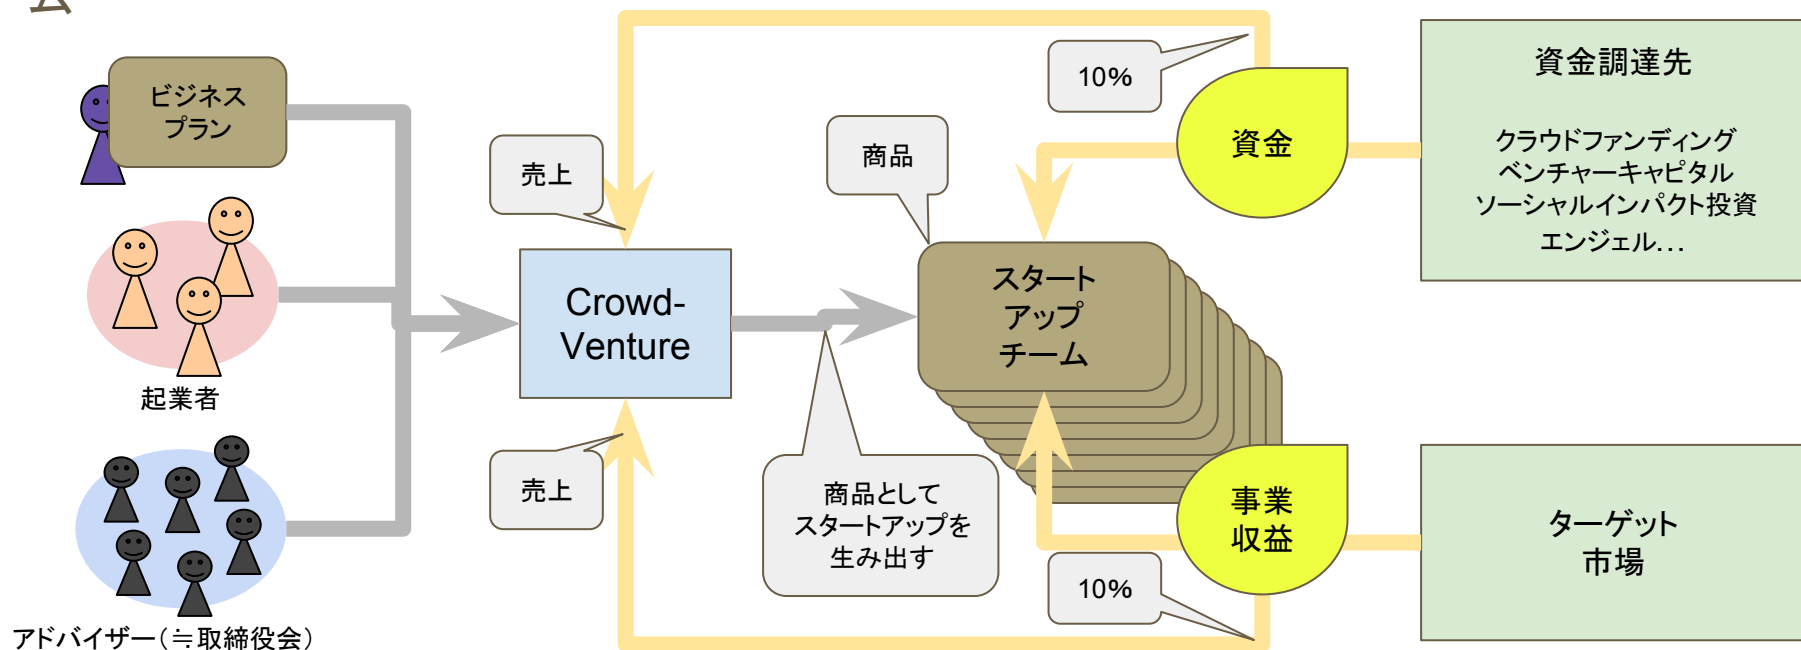 ビジネス
プラン
起業者
アドバイザー(≒取締役会)
売上
売上
Crowd-
Venture
商品として
スタートアップを
生み出す
商品
スタート
アップ
チーム
10%
資金
事業
収益
10%
資金調達先
クラウドファンディング
ベンチャーキャピタル
ソーシャルインパクト投資
エンジェル...
ターゲット
市場